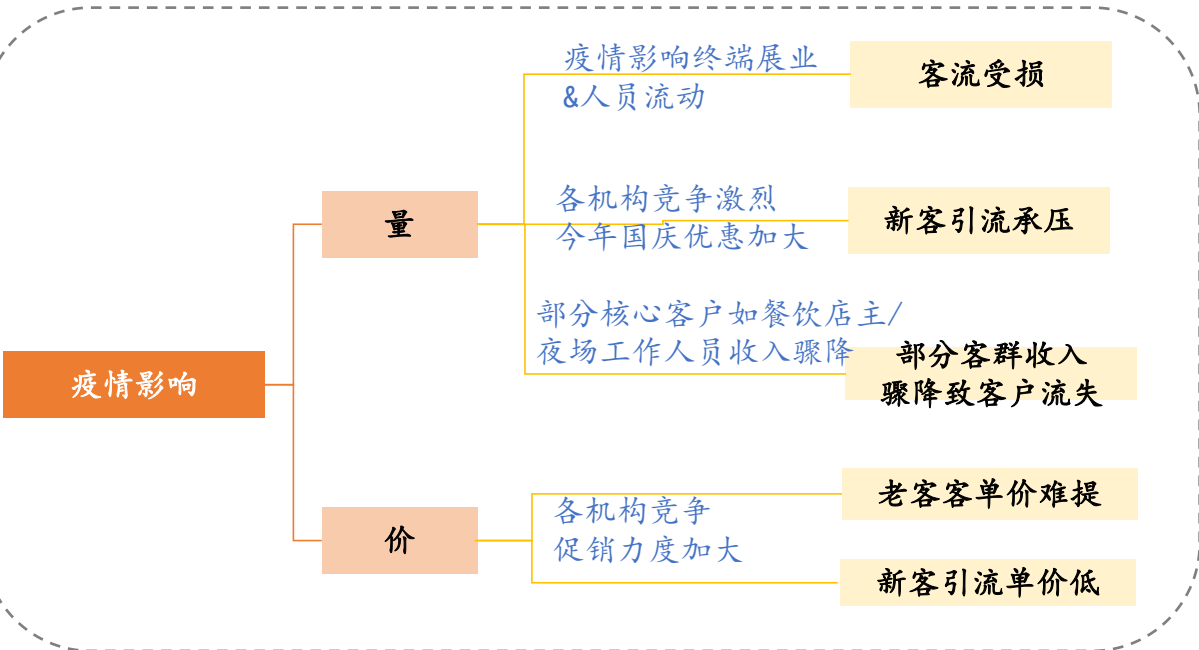 疫情影响终端展业
&人员流动
客流受损
各机构竞争激烈
今年国庆优惠加大
新客引流承压
量
部分核心客户如餐饮店主/
夜场工作人员收入骤降
部分客群收入
骤降致客户流失
疫情影响
老客客单价难提
各机构竞争
促销力度加大
价
新客引流单价低